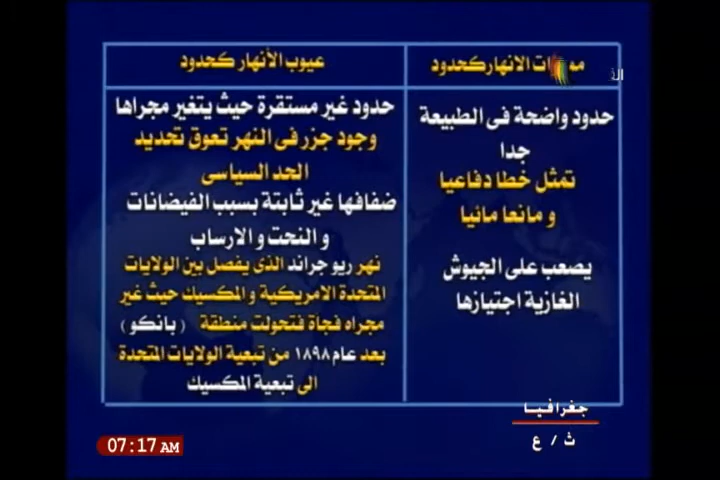 مميزات الانهار كحدود
عيوب الأنهار كحدود
حدود واضحة فى الطبيعة
جدا
تمثل خطا دفاعيا
و مانعا مائيا
يصعب على الجيوش
الغازية اجتيازها
حدود غير مستقرة حيث يتغير مجراها
وجود جزر فى النهر تعوق تحديد
الحد السياسى
ضفافها غير ثابتة بسبب الفيضانات
و النحت و الارساب
نهر ريو جراند الذى يفصل بين الولايات
المتحدة الامريكية و المكسيك حيث غير
مجراه فجأة فتحولت منطقة ( بانكو )
بعد عام ١٨٩٨ من تبعية الولايات المتحدة
الى تبعية المكسيك
جغرافيا
ث / ع
07:17 AM